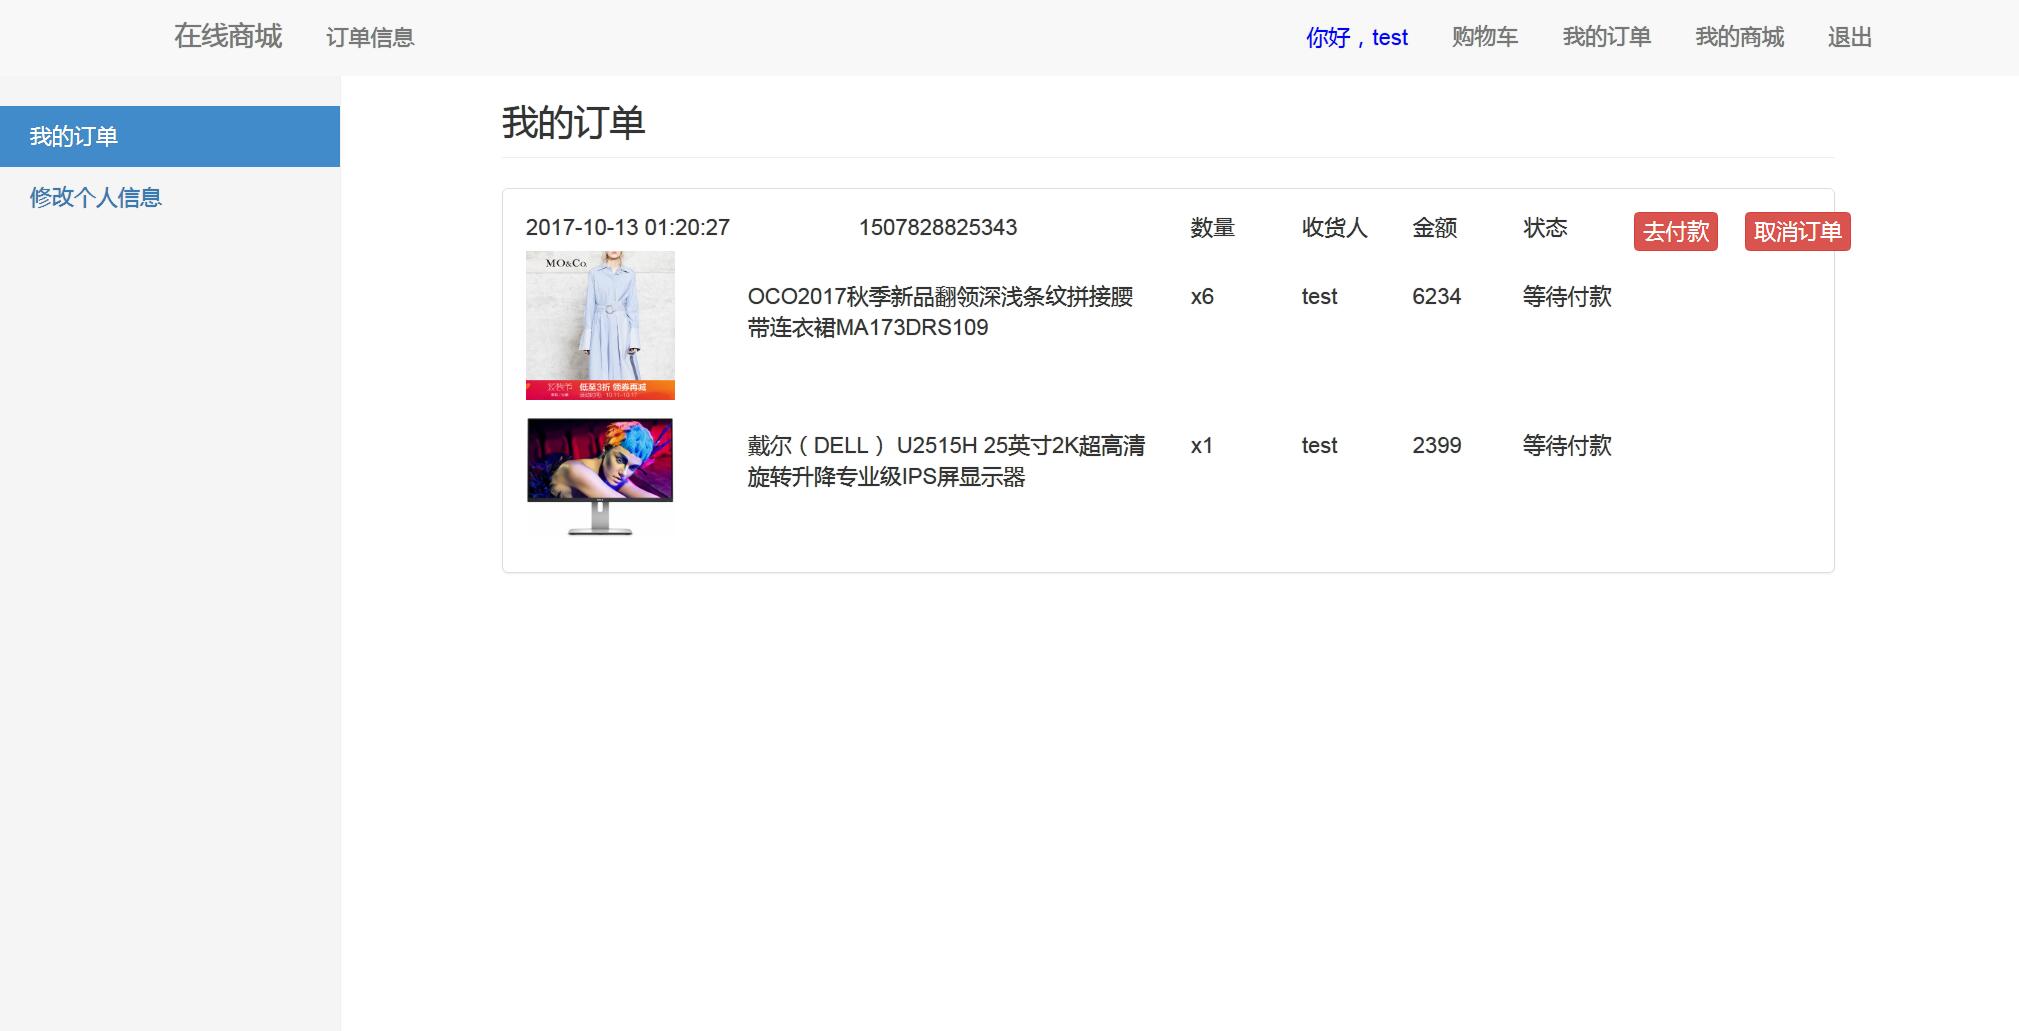 在线商城 订单信息 你好，test 购物车 我的订单 我的商城 退出
我的订单
修改个人信息
我的订单
2017-10-13 01:20:27 1507828825343 数量 收货人 金额 状态 去付款 取消订单
MO&Co.
低至3折 领券再减
OCO2017秋季新品翻领深浅条纹拼接腰
带连衣裙MA173DRS109
x6 test 6234 等待付款
戴尔（DELL） U2515H 25英寸2K超高清
旋转升降专业级IPS屏显示器
x1 test 2399 等待付款